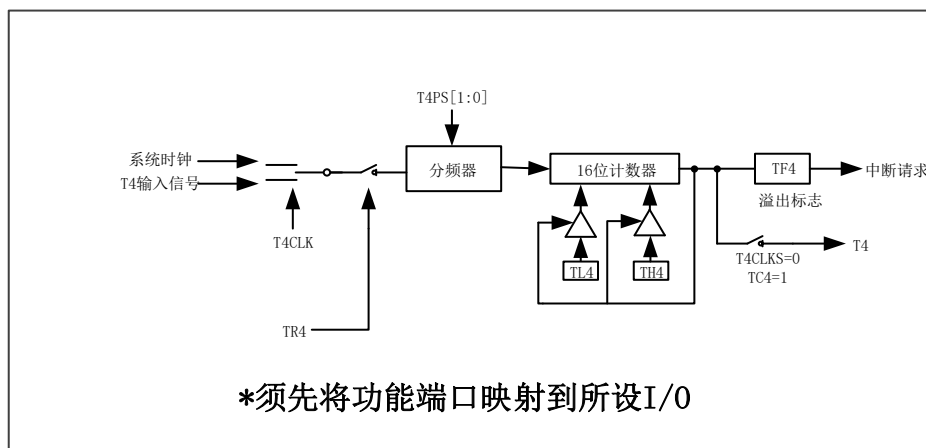 T4PS[1:0]
系统时钟
T4输入信号
分频器
16位计数器
TF4
中断请求
溢出标志
T4CLK
TL4
TH4
T4
T4CLKS=0
TC4=1
TR4
*须先将功能端口映射到所设I/O